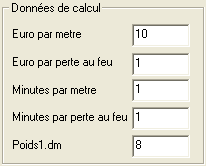 Données de calcul
Euro par metre 10
Euro par perte au feu 1
Minutes par metre 1
Minutes par perte au feu 1
Poids1.dm 8